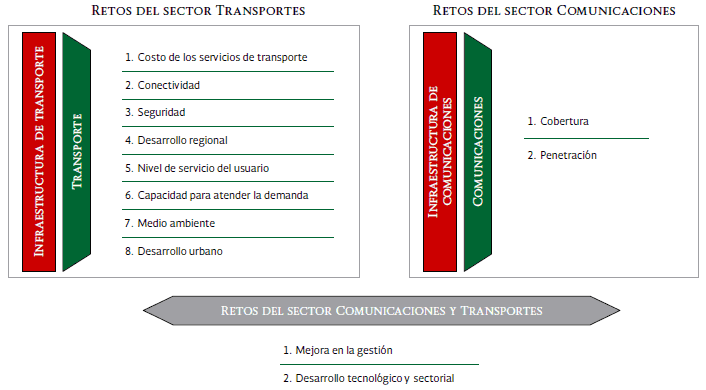 Retos del sector Transportes
Infraestructura de transporte
Transporte
1. Costo de los servicios de transporte
2. Conectividad
3. Seguridad
4. Desarrollo regional
5. Nivel de servicio del usuario
6. Capacidad para atender la demanda
7. Medio ambiente
8. Desarrollo urbano
Retos del sector Comunicaciones
Infraestructura de
comunicaciones
Comunicaciones
1. Cobertura
2. Penetración
Retos del sector Comunicaciones y Transportes
1. Mejora en la gestión
2. Desarrollo tecnológico y sectorial